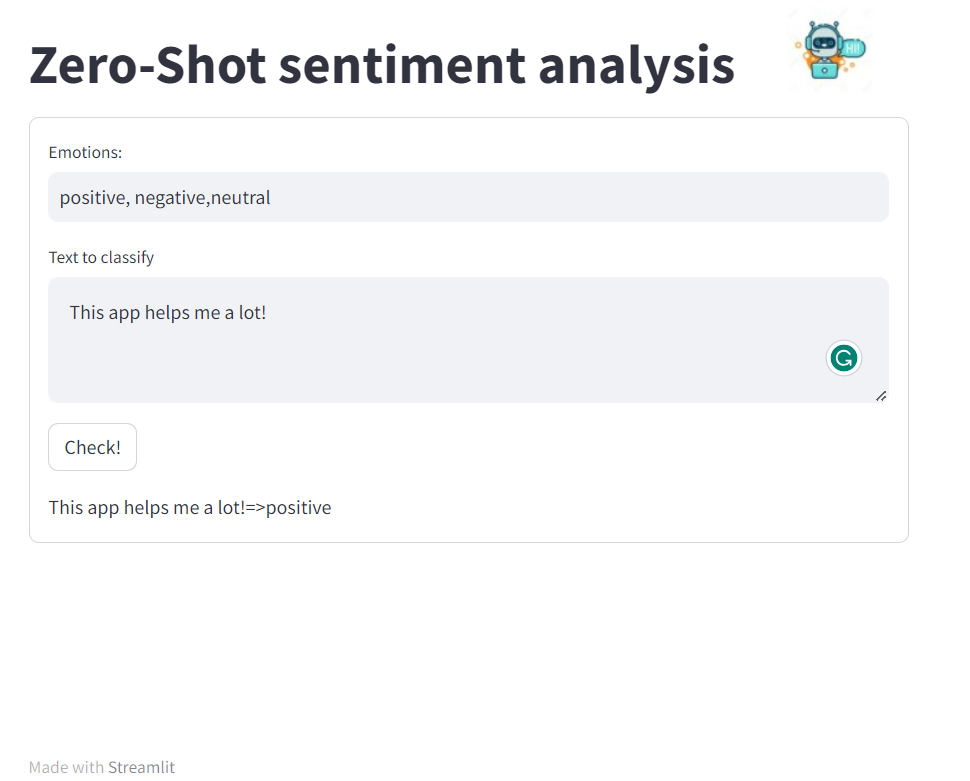 Zero-Shot sentiment analysis
Hi!
Emotions:
positive, negative,neutral
Text to classify
This app helps me a lot!
Check!
This app helps me a lot!=>positive
Made with Streamlit